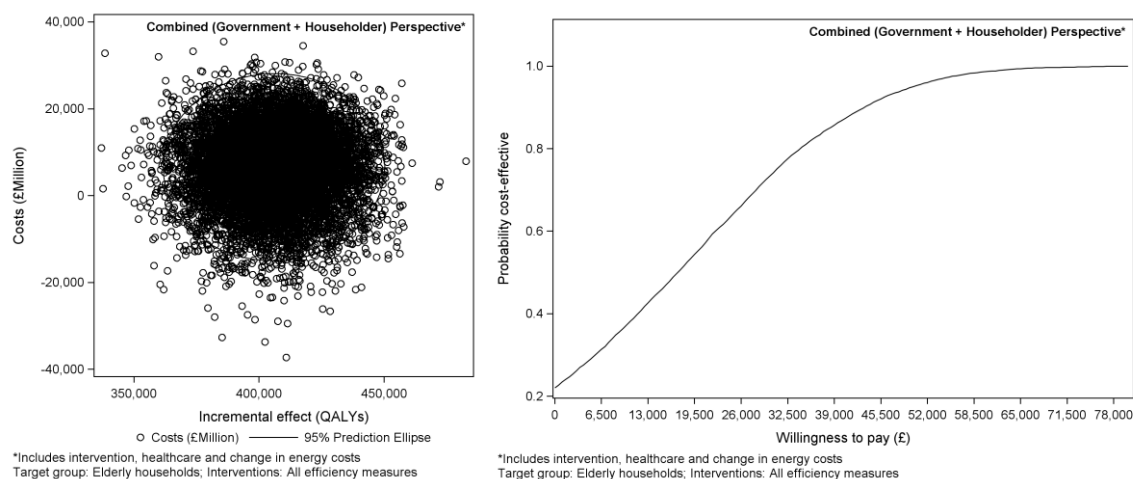 Combined (Government + Householder) Perspective*
40,000
20,000
0
-20,000
-40,000
Costs (£Million)
350,000 400,000 450,000
Incremental effect (QALYs)
Costs (£Million) 95% Prediction Ellipse
*Includes intervention, healthcare and change in energy costs
Target group: Elderly households; Interventions: All efficiency measures
Combined (Government + Householder) Perspective*
1.0
0.8
0.6
0.4
0.2
Probability cost-effective
0 6,500 13,000 19,500 26,000 32,500 39,000 45,500 52,000 58,500 65,000 71,500 78,000
Willingness to pay (£)
*Includes intervention, healthcare and change in energy costs
Target group: Elderly households; Interventions: All efficiency measures